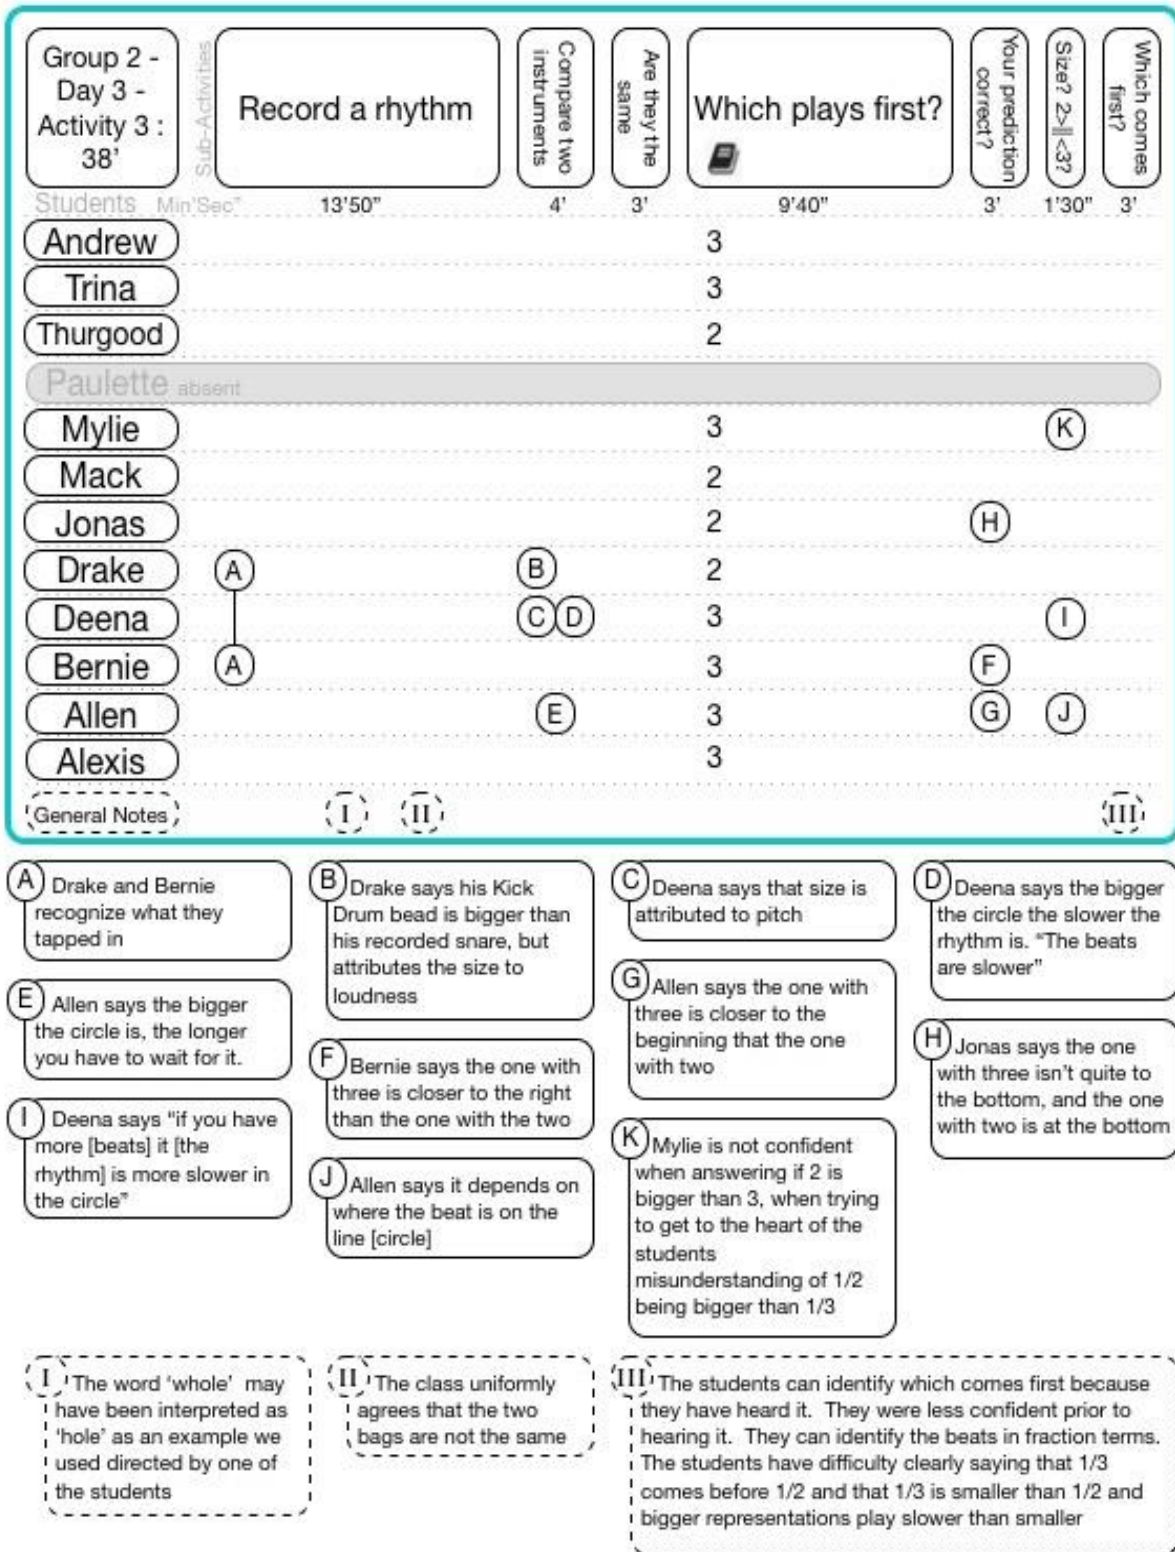 Group 2 -
Day 3 -
Activity 3 :
38’
Sub-Activities
Record a rhythm
Compare two
instruments
Are they the
same
Which plays first?
Your prediction
correct?
Size? 2>||<3?
Which comes
first?
Students Min’Sec” 13’50” 4’ 3’ 9’40” 3’ 1’30” 3’
Andrew 3
Trina 3
Thurgood 2
Paulette absent
Mylie 3 K
Mack 2
Jonas 2 H
Drake A B 2
Deena C D 3 I
Bernie A 3 F
Allen E 3 G J
Alexis 3
General Notes I II III
A Drake and Bernie
recognize what they
tapped in
B Drake says his Kick
Drum bead is bigger than
his recorded snare, but
attributes the size to
loudness
C Deena says that size is
attributed to pitch
D Deena says the bigger
the circle the slower the
rhythm is. “The beats
are slower”
E Allen says the bigger
the circle is, the longer
you have to wait for it.
F Bernie says the one with
three is closer to the right
than the one with the two
G Allen says the one with
three is closer to the
beginning that the one
with two
H Jonas says the one
with three isn’t quite to
the bottom, and the one
with two is at the bottom
I Deena says “if you have
more [beats] it [the
rhythm] is more slower in
the circle”
J Allen says it depends on
where the beat is on the
line [circle]
K Mylie is not confident
when answering if 2 is
bigger than 3, when trying
to get to the heart of the
students
misunderstanding of 1/2
being bigger than 1/3
I The word ‘whole’ may
have been interpreted as
‘hole’ as an example we
used directed by one of
the students
II The class uniformly
agrees that the two
bags are not the same
III The students can identify which comes first because
they have heard it. They were less confident prior to
hearing it. They can identify the beats in fraction terms.
The students have difficulty clearly saying that 1/3
comes before 1/2 and that 1/3 is smaller than 1/2 and
bigger representations play slower than smaller